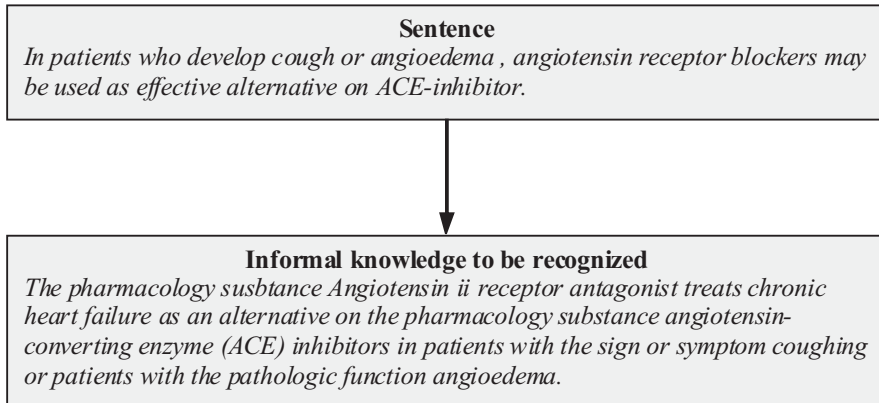 Sentence
In patients who develop cough or angioedema , angiotensin receptor blockers may
be used as effective alternative on ACE-inhibitor.
Informal knowledge to be recognized
The pharmacology susbtance Angiotensin ii receptor antagonist treats chronic
heart failure as an alternative on the pharmacology substance angiotensin-
converting enzyme (ACE) inhibitors in patients with the sign or symptom coughing
or patients with the pathologic function angioedema.